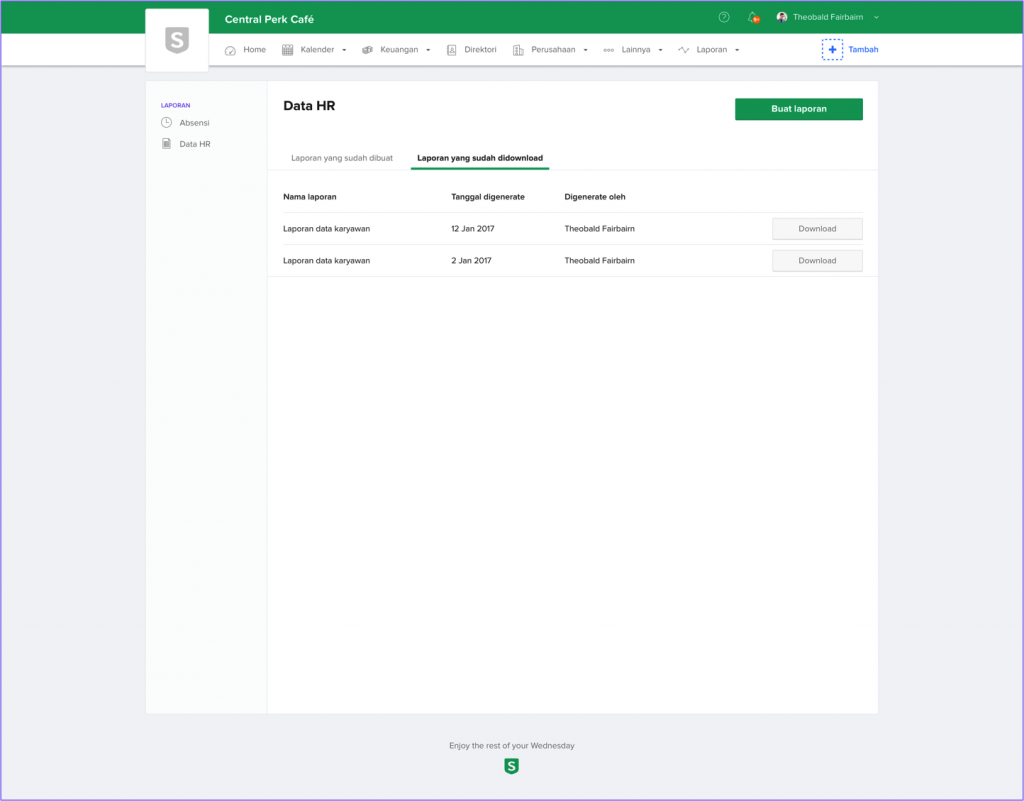 Central Perk Café
Theobald Fairbairn
S
Home Kalender Keuangan Direktori Perusahaan Lainnya Laporan + Tambah
LAPORAN
Absensi
Data HR
Data HR
Buat laporan
Laporan yang sudah dibuat Laporan yang sudah didownload
Nama laporan Tanggal digenerate Digenerate oleh
Laporan data karyawan 12 Jan 2017 Theobald Fairbairn Download
Laporan data karyawan 2 Jan 2017 Theobald Fairbairn Download
Enjoy the rest of your Wednesday
S